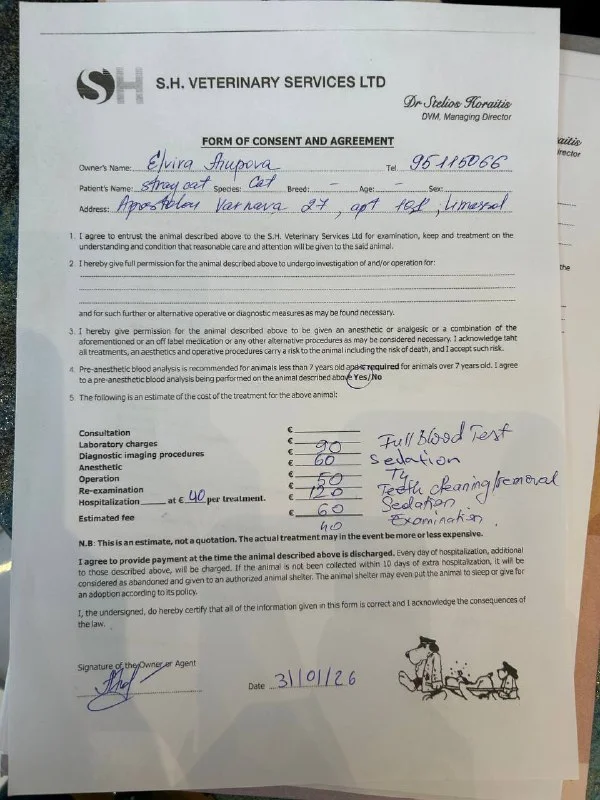 SH S.H. VETERINARY SERVICES LTD
Dr Stelios Koraitis
DVM, Managing Director
FORM OF CONSENT AND AGREEMENT
Owner's Name: Elvira Anupova Tel 95115066
Patient's Name: stray cat Species: Cat Breed: - Age: - Sex:
Address: Apostolou Varnava 27, apt 101, Limassol
1. I agree to entrust the animal described above to the S.H. Veterinary Services Ltd for examination, keep and treatment on the
understanding and condition that reasonable care and attention will be given to the said animal.
2. I hereby give full permission for the animal described above to undergo investigation of and/or operation for:
and for such further or alternative operative or diagnostic measures as may be found necessary.
3. I hereby give permission for the animal described above to be given an anesthetic or analgesic or a combination of the
aforementioned or an off label medication or any other alternative procedures as may be considered necessary. I acknowledge taht
all treatments, an aesthetics and operative procedures carry a risk to the animal including the risk of death, and I accept such risk.
4. Pre-anesthetic blood analysis is recommended for animals less than 7 years old and is required for animals over 7 years old. I agree
to a pre-anesthetic blood analysis being performed on the animal described above Yes/No
5. The following is an estimate of the cost of the treatment for the above animal:
Consultation €
Laboratory charges € 90 Full Blood Test
Diagnostic imaging procedures € 60 Sedation
Anesthetic € 50 T4
Operation € 120 Teeth cleaning/removal
Re-examination € 60 Sedation
Hospitalization at € 40 per treatment. € 40 Examination
Estimated fee
N.B: This is an estimate, not a quotation. The actual treatment may in the event be more or less expensive.
I agree to provide payment at the time the animal described above is discharged. Every day of hospitalization, additional
to those described above, will be charged. If the animal is not been collected within 10 days of extra hospitalization, it will be
considered as abandoned and given to an authorized animal shelter. The animal shelter may even put the animal to sleep or give for
an adoption according to its policy.
I, the undersigned, do hereby certify that all of the information given in this form is correct and I acknowledge the consequences of
the law.
Signature of the Owner or Agent
Date 31/01/26
aitis
irector
the